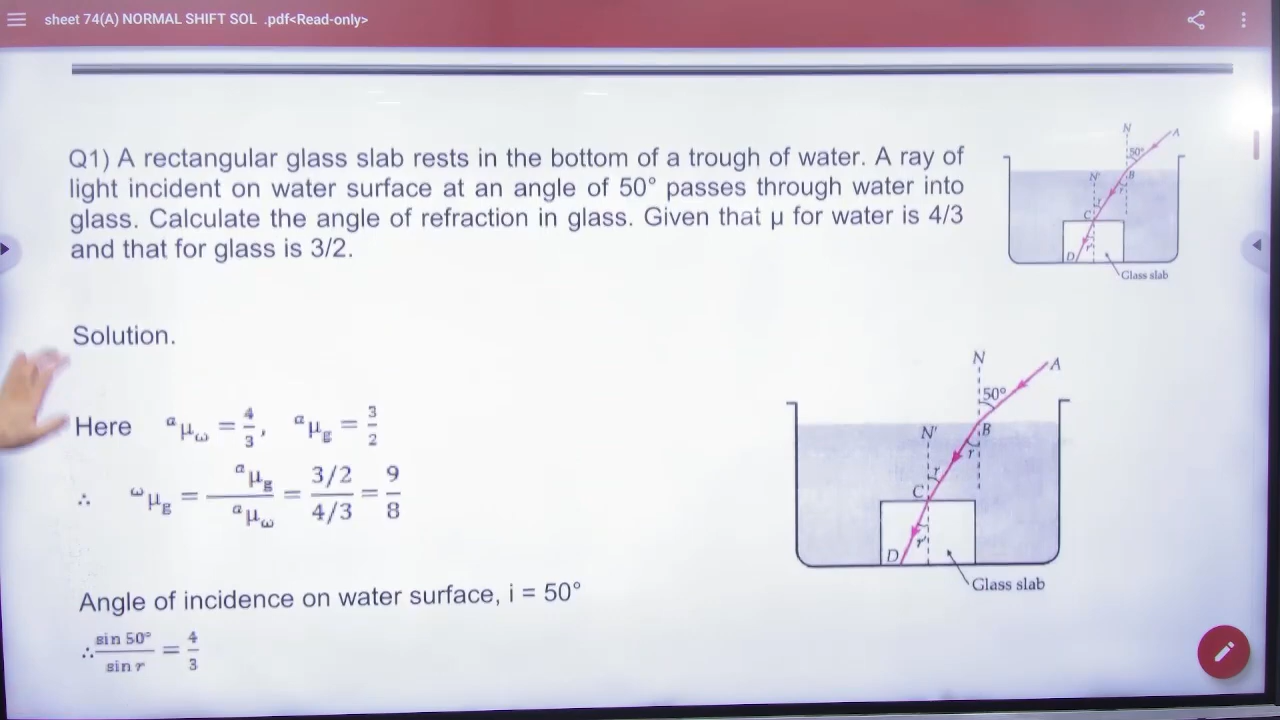 sheet 74(A) NORMAL SHIFT SOL .pdf<Read-only>
Q1) A rectangular glass slab rests in the bottom of a trough of water. A ray of
light incident on water surface at an angle of 50° passes through water into
glass. Calculate the angle of refraction in glass. Given that μ for water is 4/3
and that for glass is 3/2.
N
A
50°
B
N'
r
r
C
r'
D
Glass slab
Solution.
Here ᵃμ_ω = 4/3, ᵃμ_g = 3/2
∴ ^ωμ_g = ᵃμ_g / ᵃμ_ω = (3/2) / (4/3) = 9/8
N
A
50°
B
N'
r
r
C
r'
D
Glass slab
Angle of incidence on water surface, i = 50°
∴ sin 50° / sin r = 4/3